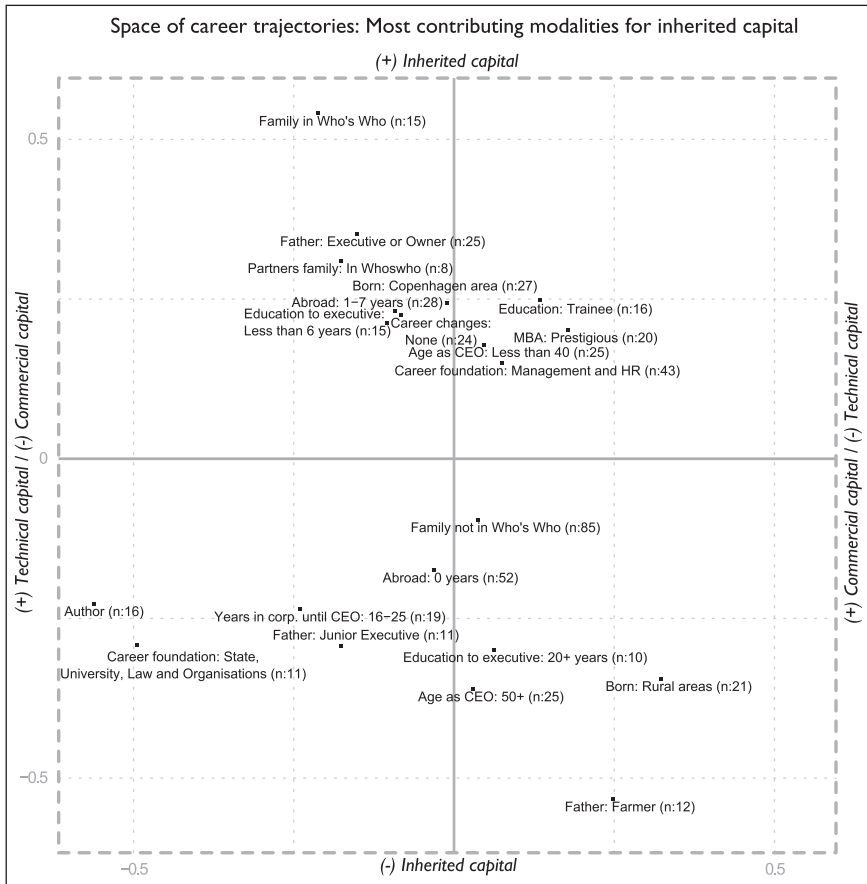 Space of career trajectories: Most contributing modalities for inherited capital
(+) Inherited capital
Family in Who's Who (n:15)
0.5
Father: Executive or Owner (n:25)
Partners family: In Whoswho (n:8)
Born: Copenhagen area (n:27)
Abroad: 1−7 years (n:28)
Education: Trainee (n:16)
Education to executive:
Less than 6 years (n:15)
Career changes:
None (n:24)
MBA: Prestigious (n:20)
Age as CEO: Less than 40 (n:25)
Career foundation: Management and HR (n:43)
(+) Technical capital / (-) Commercial capital
0
(+) Commercial capital / (-) Technical capital
Family not in Who's Who (n:85)
Abroad: 0 years (n:52)
Author (n:16)
Years in corp. until CEO: 16−25 (n:19)
Father: Junior Executive (n:11)
Career foundation: State,
University, Law and Organisations (n:11)
Education to executive: 20+ years (n:10)
Born: Rural areas (n:21)
Age as CEO: 50+ (n:25)
−0.5
Father: Farmer (n:12)
−0.5
(-) Inherited capital
0.5